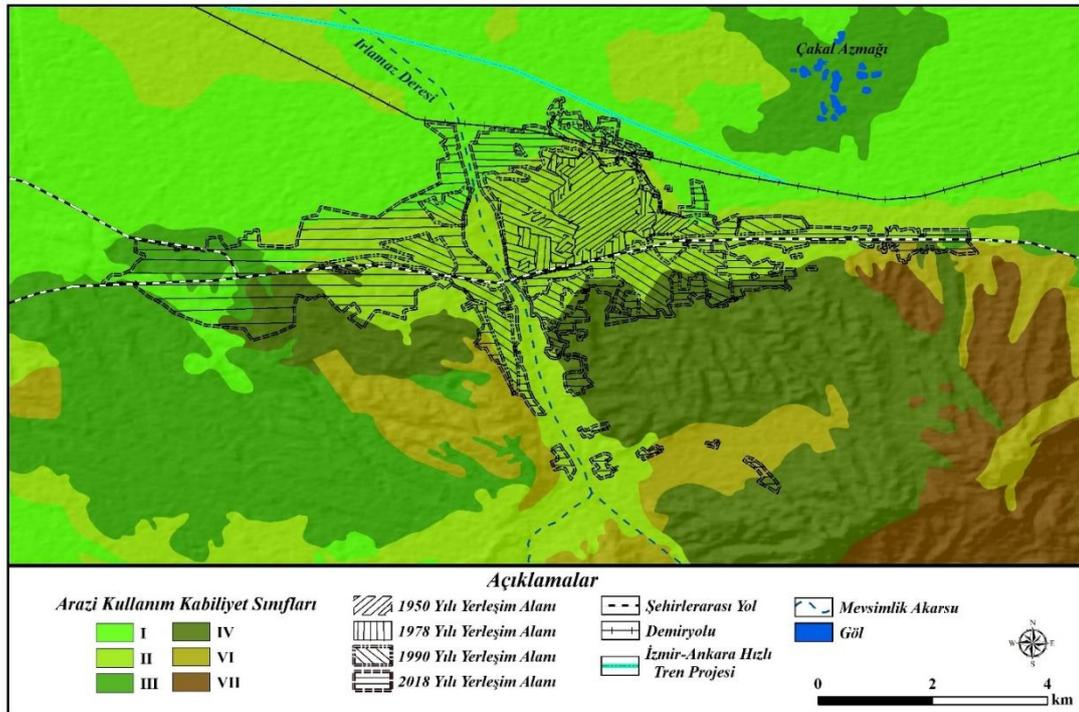 Irlamaz Deresi
Çakal Azmağı
Açıklamalar
Arazi Kullanım Kabiliyet Sınıfları
I
II
III
IV
VI
VII
1950 Yılı Yerleşim Alanı
1978 Yılı Yerleşim Alanı
1990 Yılı Yerleşim Alanı
2018 Yılı Yerleşim Alanı
Şehirlerarası Yol
Demiryolu
İzmir-Ankara Hızlı
Tren Projesi
Mevsimlik Akarsu
Göl
N
W E
S
0 2 4
km